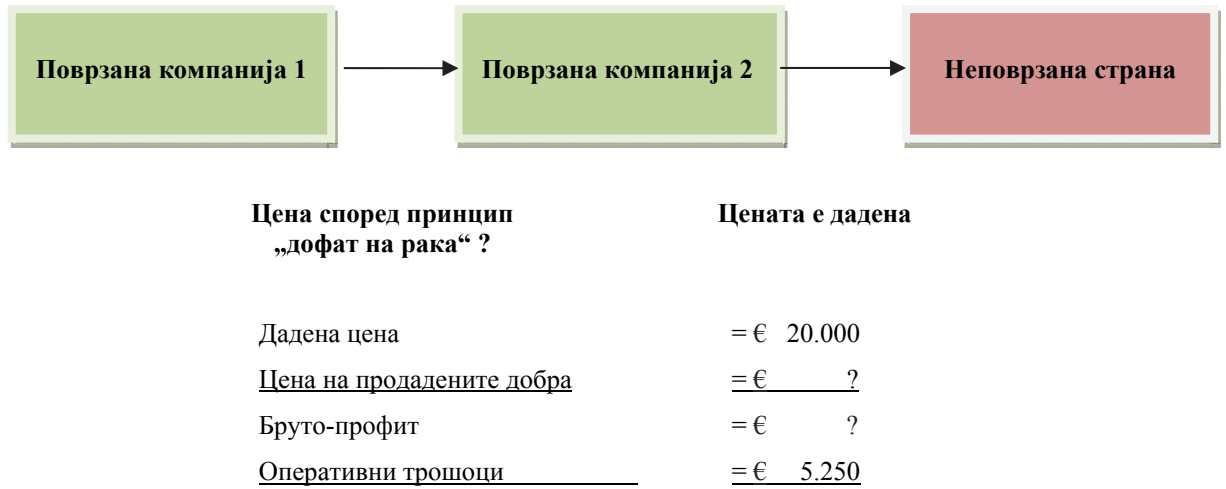 Поврзана компанија 1
Поврзана компанија 2
Неповрзана страна
Цена според принцип
„дофат на рака“ ?
Цената е дадена
Дадена цена = € 20.000
Цена на продадените добра = € ?
Бруто-профит = € ?
Оперативни трошоци = € 5.250